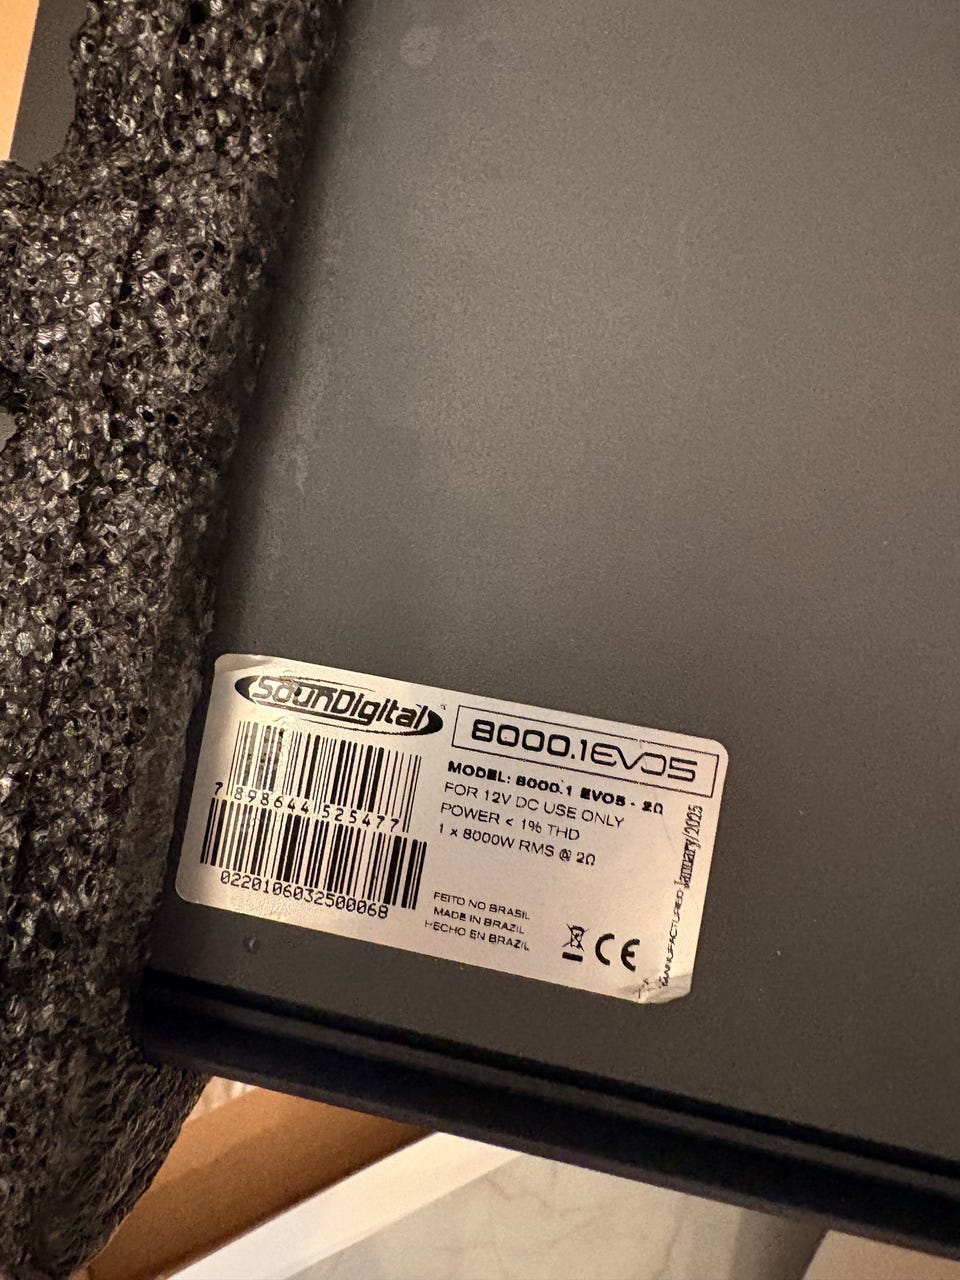 SounDigital
8000.1EVO5
MODEL: 8000.1 EVO5 - 2Ω
FOR 12V DC USE ONLY
POWER < 1% THD
1 x 8000W RMS @ 2Ω
7 898644 525477
0220106032500068
FEITO NO BRASIL
MADE IN BRAZIL
HECHO EN BRAZIL
CE
MANUFACTURED January/2025